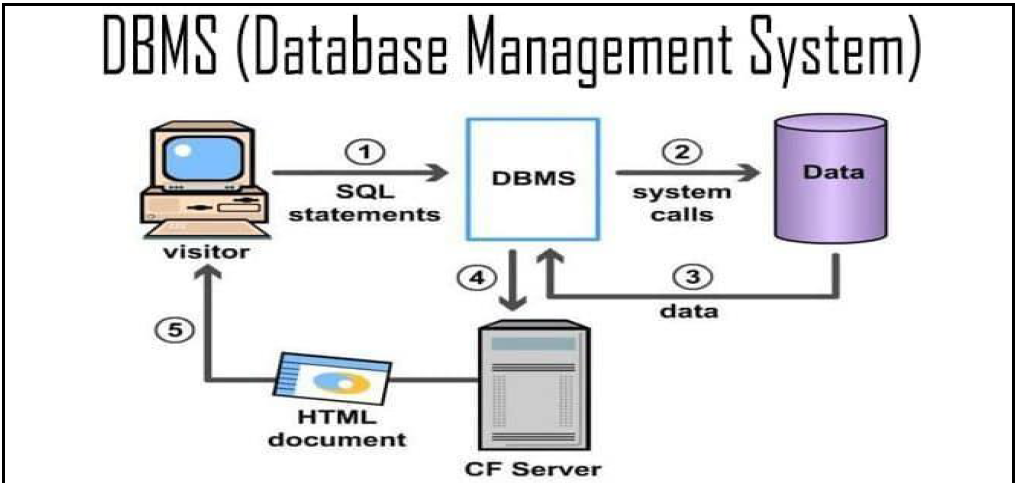 DBMS (Database Management System)
1
SQL
statements
DBMS
2
system
calls
Data
visitor
4
3
data
5
HTML
document
CF Server